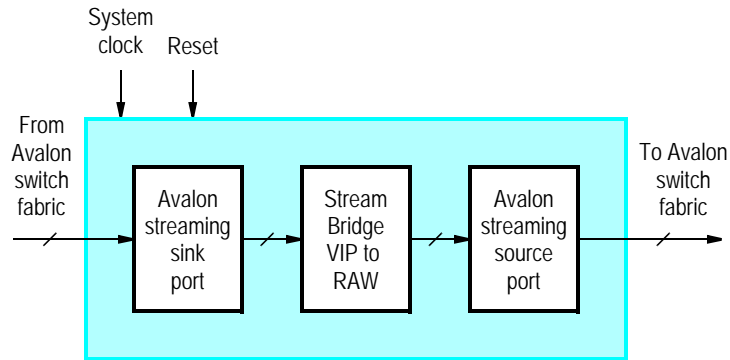 System
clock
Reset
From
Avalon
switch
fabric
Avalon
streaming
sink
port
Stream
Bridge
VIP to
RAW
Avalon
streaming
source
port
To Avalon
switch
fabric